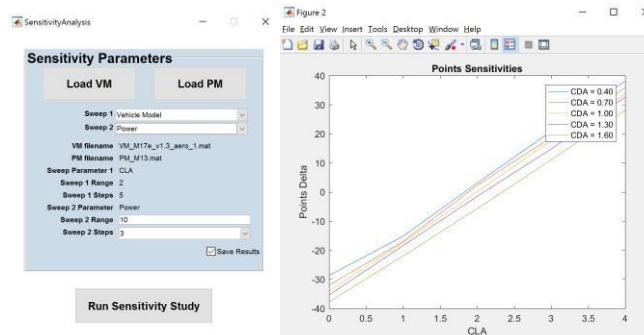 SensitivityAnalysis
Sensitivity Parameters
Load VM Load PM
Sweep 1 Vehicle Model
Sweep 2 Power
VM filename VM_M17e_v1.3_aero_1.mat
PM filename PM_M13.mat
Sweep Parameter 1 CLA
Sweep 1 Range 2
Sweep 1 Steps 5
Sweep 2 Parameter Power
Sweep 2 Range 10
Sweep 2 Steps 3
Save Results
Run Sensitivity Study
Figure 2
File Edit View Insert Tools Desktop Window Help
Points Sensitivities
CDA = 0.40
CDA = 0.70
CDA = 1.00
CDA = 1.30
CDA = 1.60
Points Delta
40
30
20
10
0
-10
-20
-30
-40
0 0.5 1 1.5 2 2.5 3 3.5 4
CLA